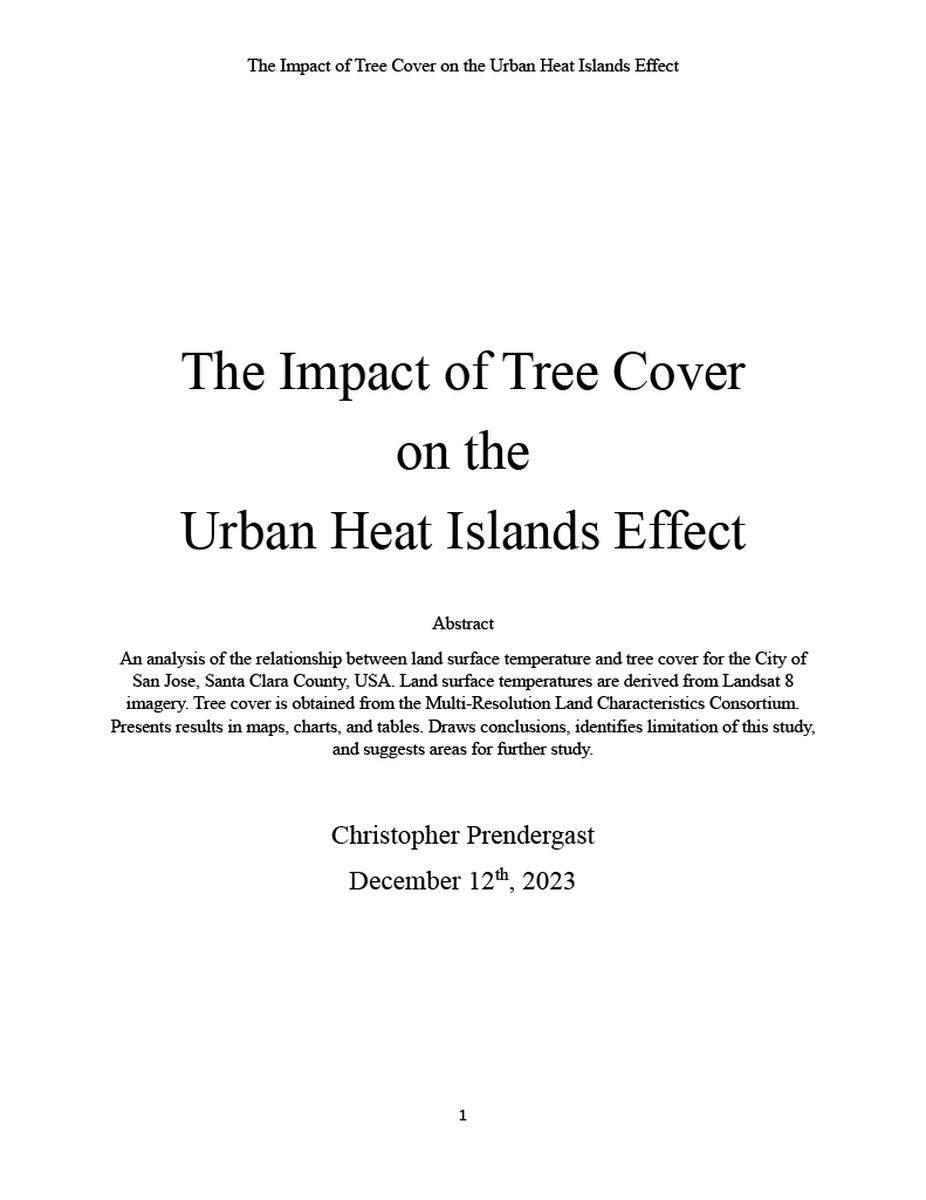 The Impact of Tree Cover on the Urban Heat Islands Effect
The Impact of Tree Cover
on the
Urban Heat Islands Effect
Abstract
An analysis of the relationship between land surface temperature and tree cover for the City of
San Jose, Santa Clara County, USA. Land surface temperatures are derived from Landsat 8
imagery. Tree cover is obtained from the Multi-Resolution Land Characteristics Consortium.
Presents results in maps, charts, and tables. Draws conclusions, identifies limitation of this study,
and suggests areas for further study.
Christopher Prendergast
December 12th, 2023
1